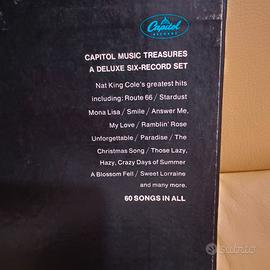 Capitol
RECORDS
CAPITOL MUSIC TREASURES
A DELUXE SIX-RECORD SET
Nat King Cole's greatest hits
including: Route 66 / Stardust
Mona Lisa / Smile / Answer Me,
My Love / Ramblin' Rose
Unforgettable / Paradise / The
Christmas Song / Those Lazy,
Hazy, Crazy Days of Summer
A Blossom Fell / Sweet Lorraine
and many more.
60 SONGS IN ALL
subito